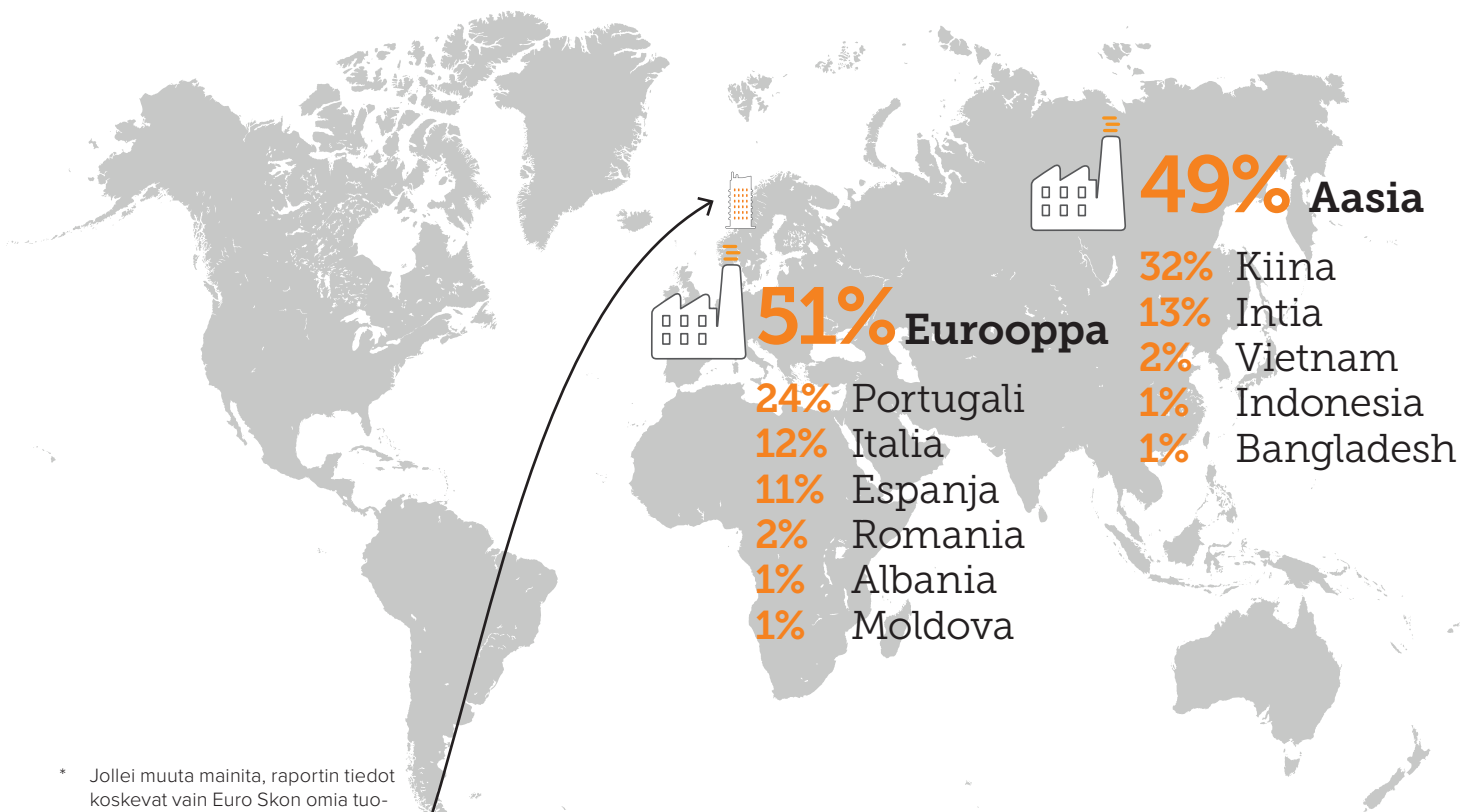 49% Aasia
32% Kiina
13% Intia
2% Vietnam
1% Indonesia
1% Bangladesh
51% Eurooppa
24% Portugali
12% Italia
11% Espanja
2% Romania
1% Albania
1% Moldova
* Jollei muuta mainita, raportin tiedot
koskevat vain Euro Skon omia tuo-